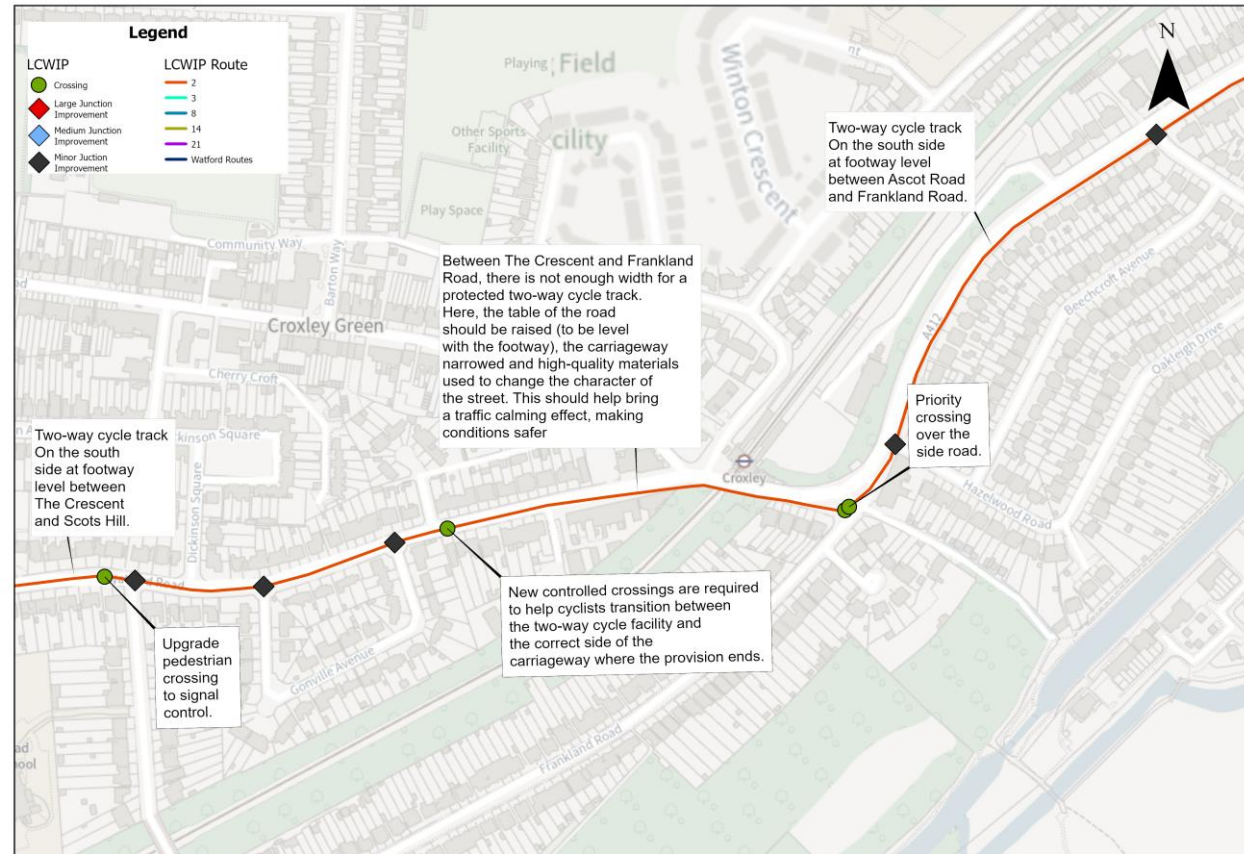 Legend
LCWIP
Crossing
Large Junction
Improvement
Medium Junction
Improvement
Minor Juction
Improvement
LCWIP Route
2
3
8
14
21
Watford Routes
N
Playing
Field
Other Sports
Facility
cility
Play Space
Winton Crescent
Community Way
Barton Way
Croxley Green
Cherry Croft
Dickinson Square
Dickinson Square
Two-way cycle track
On the south side
at footway level
between Ascot Road
and Frankland Road.
Between The Crescent and Frankland
Road, there is not enough width for a
protected two-way cycle track.
Here, the table of the road
should be raised (to be level
with the footway), the carriageway
narrowed and high-quality materials
used to change the character of
the street. This should help bring
a traffic calming effect, making
conditions safer
Two-way cycle track
On the south
side at footway
level between
The Crescent
and Scots Hill.
Priority
crossing
over the
side road.
Upgrade
pedestrian
crossing
to signal
control.
New controlled crossings are required
to help cyclists transition between
the two-way cycle facility and
the correct side of the
carriageway where the provision ends.
Croxley
A412
Beechcroft Avenue
Oakleigh Drive
Hazelwood Road
Gonville Avenue
Frankland Road
Road